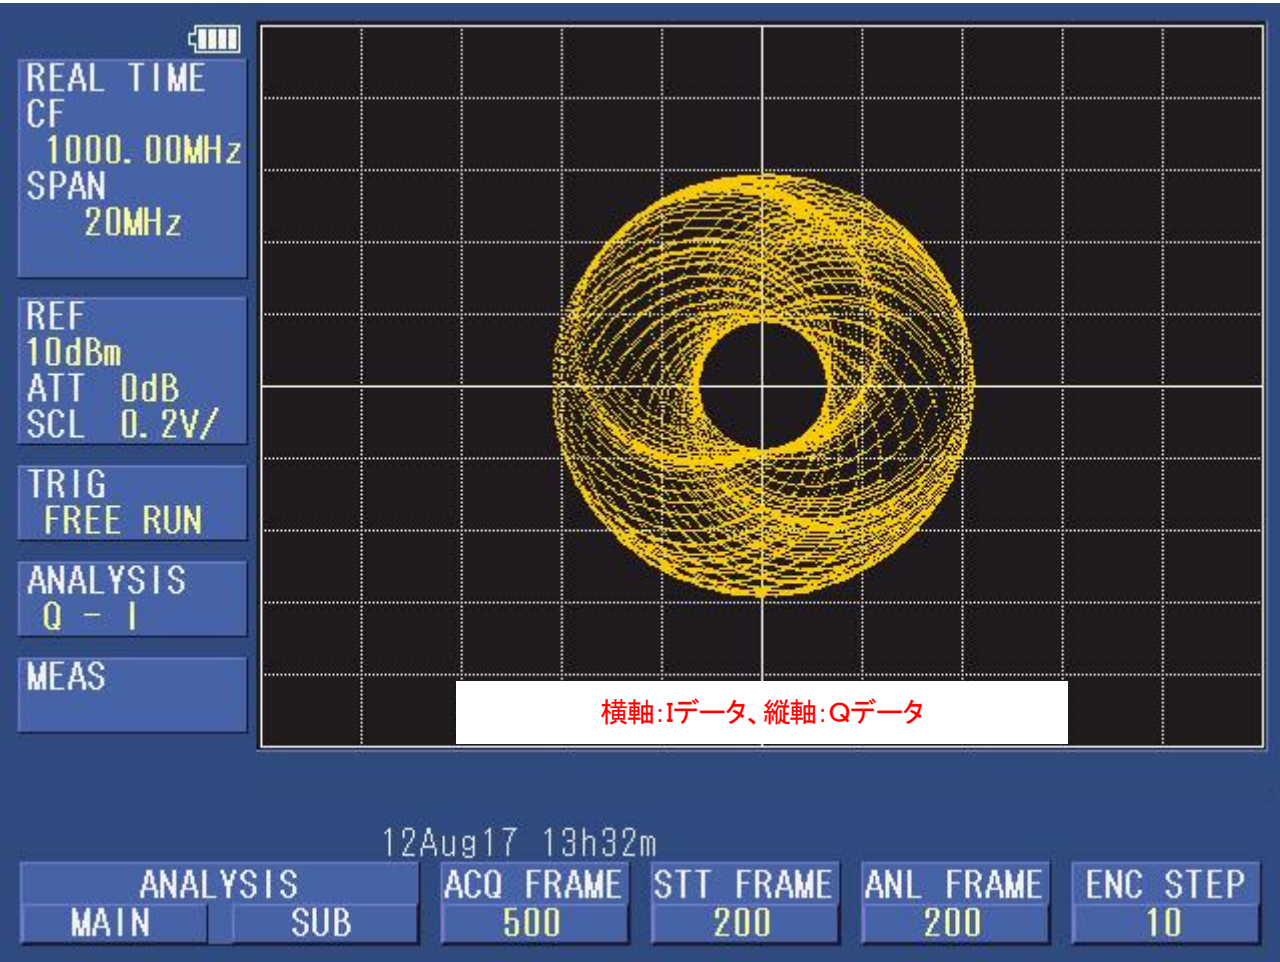 REAL TIME
CF
1000.00MHz
SPAN
20MHz
REF
10dBm
ATT 0dB
SCL 0.2V/
TRIG
FREE RUN
ANALYSIS
Q - I
MEAS
横軸:Iデータ、縦軸:Qデータ
12Aug17 13h32m
ANALYSIS
MAIN SUB
ACQ FRAME
500
STT FRAME
200
ANL FRAME
200
ENC STEP
10